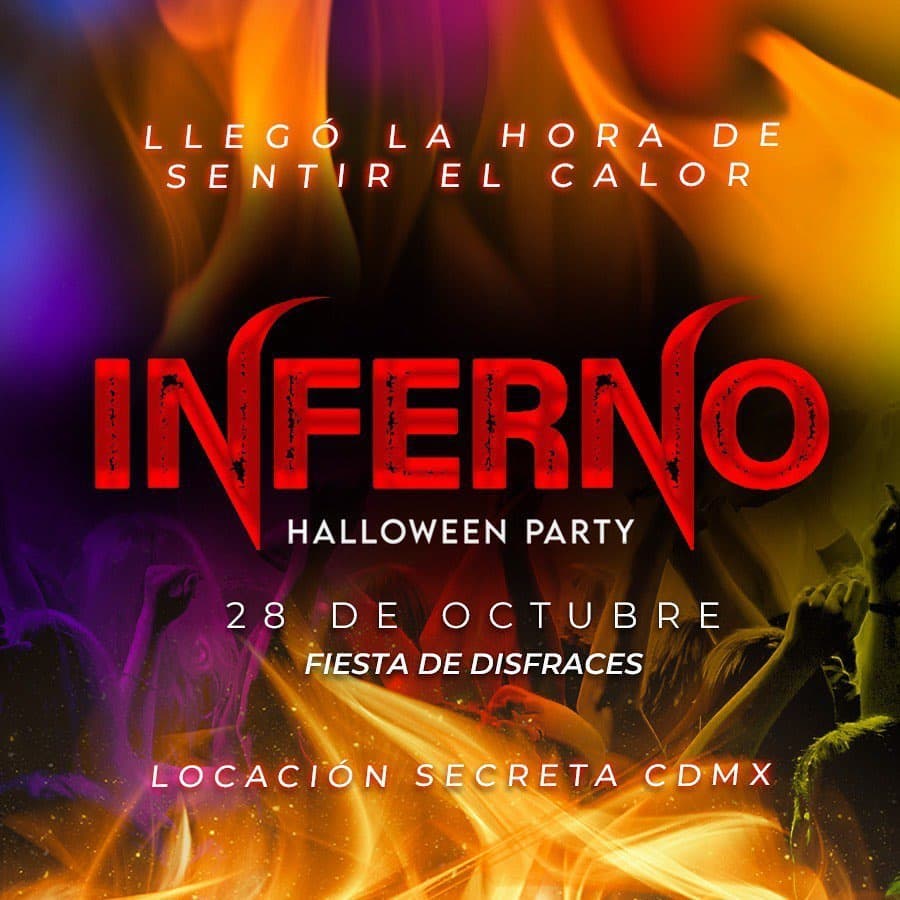 LLEGÓ LA HORA DE
SENTIR EL CALOR
INFERNO
HALLOWEEN PARTY
28 DE OCTUBRE
FIESTA DE DISFRACES
LOCACIÓN SECRETA CDMX